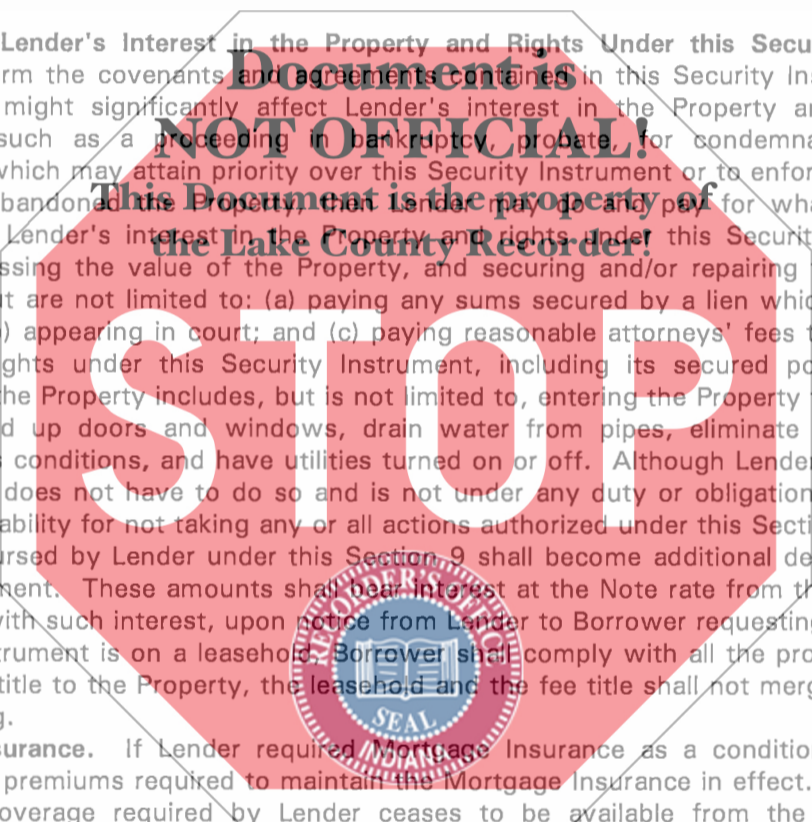 Lender's Interest in the Property and Rights Under this Secu
Document is
rm the covenants and agreements contained in this Security Ins
might significantly affect Lender's interest in the Property a
NOT OFFICIAL!
such as a proceeding in bankruptcy, probate, for condemna
which may attain priority over this Security Instrument or to enfor
This Document is the property of
bandoned the Property, then Lender may do and pay for wha
Lender's interest in the Property and rights under this Securit
the Lake County Recorder!
ssing the value of the Property, and securing and/or repairing
t are not limited to: (a) paying any sums secured by a lien whic
) appearing in court; and (c) paying reasonable attorneys' fees t
ghts under this Security Instrument, including its secured po
he Property includes, but is not limited to, entering the Property
STOP
d up doors and windows, drain water from pipes, eliminate
conditions, and have utilities turned on or off. Although Lender
does not have to do so and is not under any duty or obligation
ability for not taking any or all actions authorized under this Secti
ursed by Lender under this Section 9 shall become additional de
ment. These amounts shall bear interest at the Note rate from th
with such interest, upon notice from Lender to Borrower requesting
RECORDER'S OFFICE
trument is on a leasehold, Borrower shall comply with all the pro
title to the Property, the leasehold and the fee title shall not merg
g.
SEAL
INDIANA
surance. If Lender required Mortgage Insurance as a conditio
premiums required to maintain the Mortgage Insurance in effect.
overage required by Lender ceases to be available from the